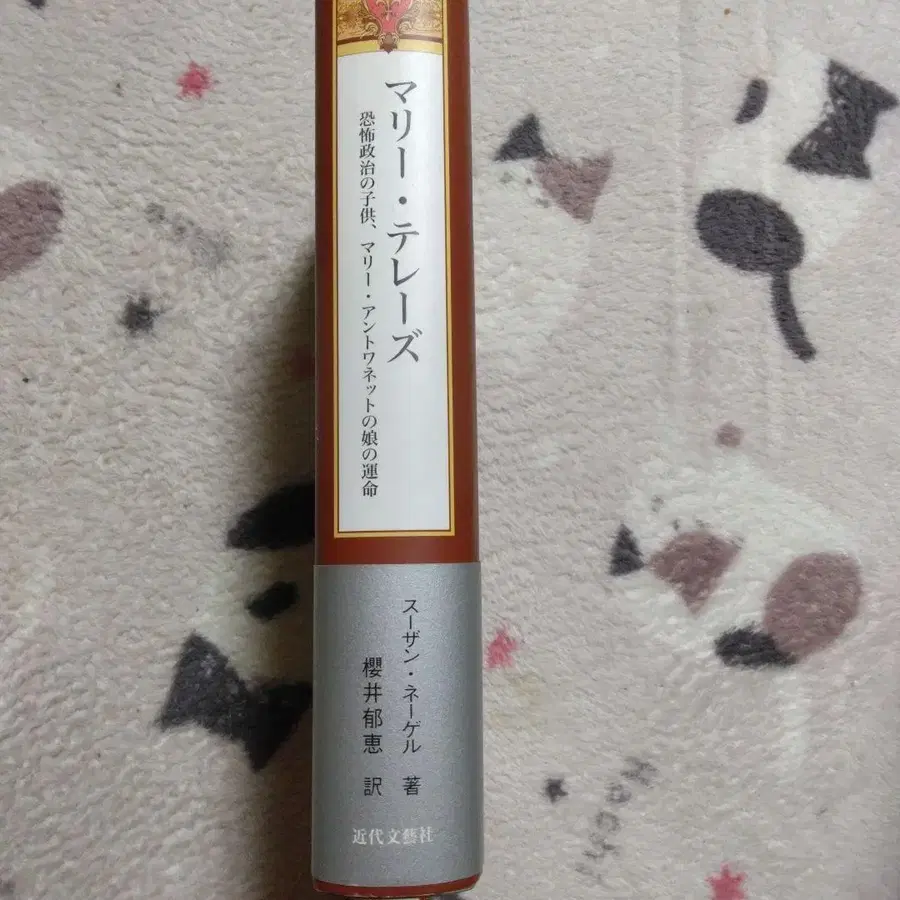 マリー・テレーズ
恐怖政治の子供、マリー・アントワネットの娘の運命
スーザン・ネーゲル 著
櫻井郁恵 訳
近代文藝社